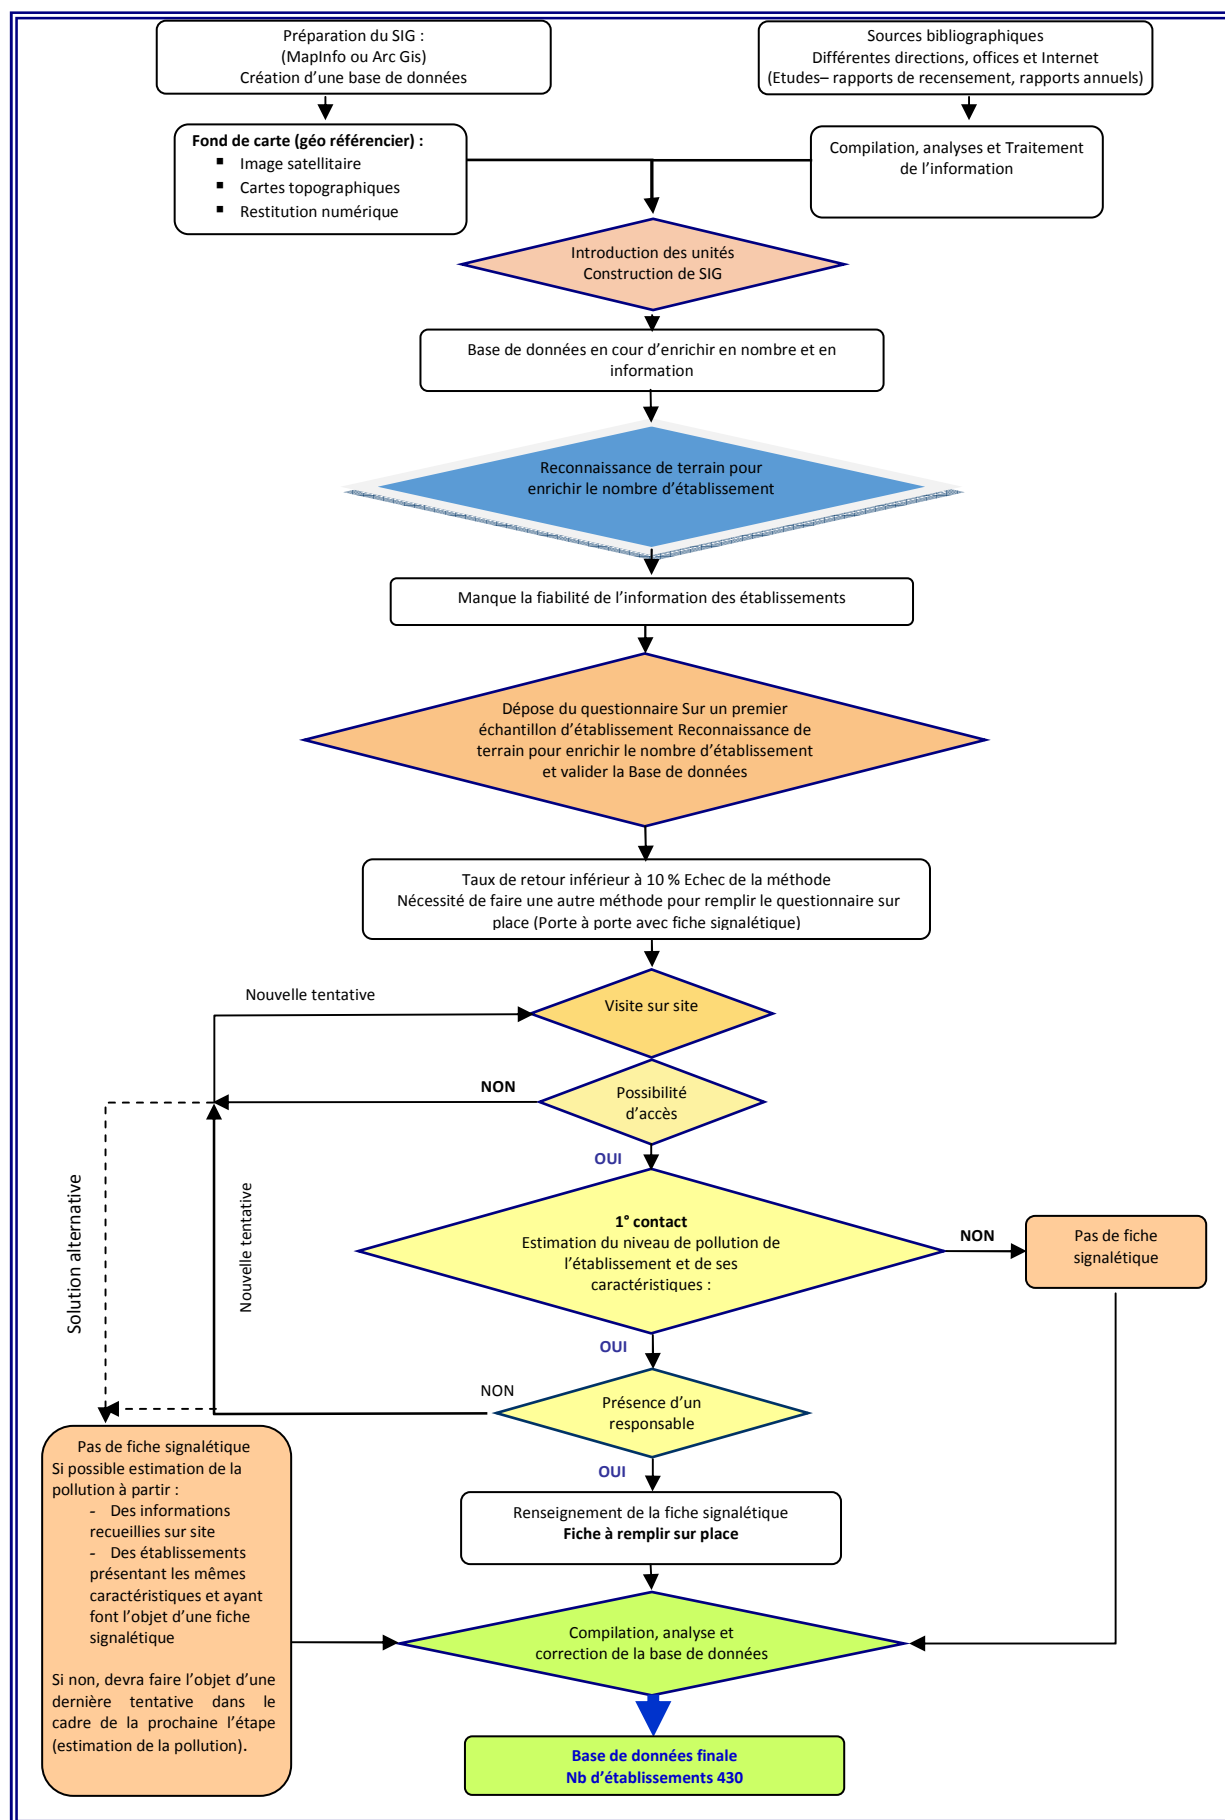 Préparation du SIG :
(MapInfo ou Arc Gis)
Création d'une base de données
Sources bibliographiques
Différentes directions, offices et Internet
(Etudes– rapports de recensement, rapports annuels)
Fond de carte (géo référencier) :
▪ Image satellitaire
▪ Cartes topographiques
▪ Restitution numérique
Compilation, analyses et Traitement
de l'information
Introduction des unités
Construction de SIG
Base de données en cour d'enrichir en nombre et en
information
Reconnaissance de terrain pour
enrichir le nombre d'établissement
Manque la fiabilité de l'information des établissements
Dépose du questionnaire Sur un premier
échantillon d'établissement Reconnaissance de
terrain pour enrichir le nombre d'établissement
et valider la Base de données
Taux de retour inférieur à 10 % Echec de la méthode
Nécessité de faire une autre méthode pour remplir le questionnaire sur
place (Porte à porte avec fiche signalétique)
Nouvelle tentative
Visite sur site
NON
Possibilité
d'accès
OUI
Solution alternative
Nouvelle tentative
1° contact
Estimation du niveau de pollution de
l'établissement et de ses
caractéristiques :
NON
Pas de fiche
signalétique
OUI
NON
Présence d'un
responsable
OUI
Pas de fiche signalétique
Si possible estimation de la
pollution à partir :
- Des informations
recueillies sur site
- Des établissements
présentant les mêmes
caractéristiques et ayant
font l'objet d'une fiche
signalétique
Si non, devra faire l'objet d'une
dernière tentative dans le
cadre de la prochaine l'étape
(estimation de la pollution).
Renseignement de la fiche signalétique
Fiche à remplir sur place
Compilation, analyse et
correction de la base de données
Base de données finale
Nb d'établissements 430